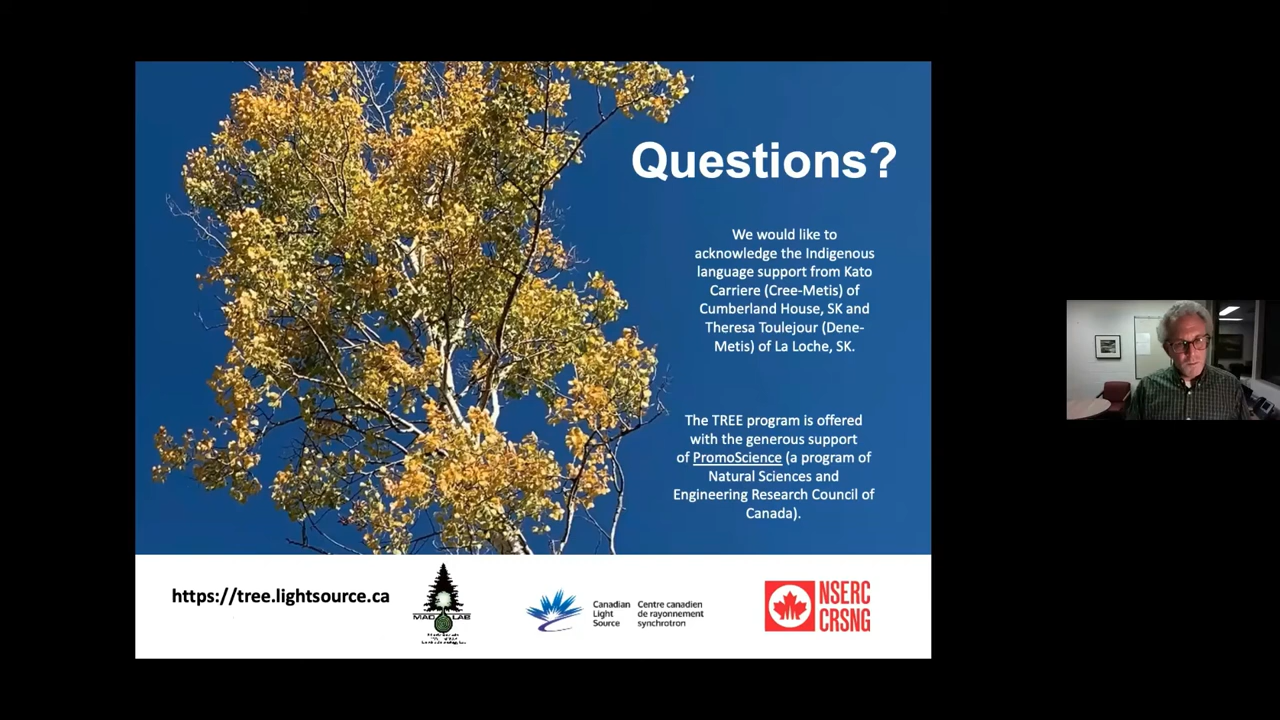 Questions?
We would like to
acknowledge the Indigenous
language support from Kato
Carriere (Cree-Metis) of
Cumberland House, SK and
Theresa Toulejour (Dene-
Metis) of La Loche, SK.
The TREE program is offered
with the generous support
of PromoScience (a program of
Natural Sciences and
Engineering Research Council of
Canada).
https://tree.lightsource.ca
MAD LAB
Canadian
Light
Source
Centre canadien
de rayonnement
synchrotron
NSERC
CRSNG